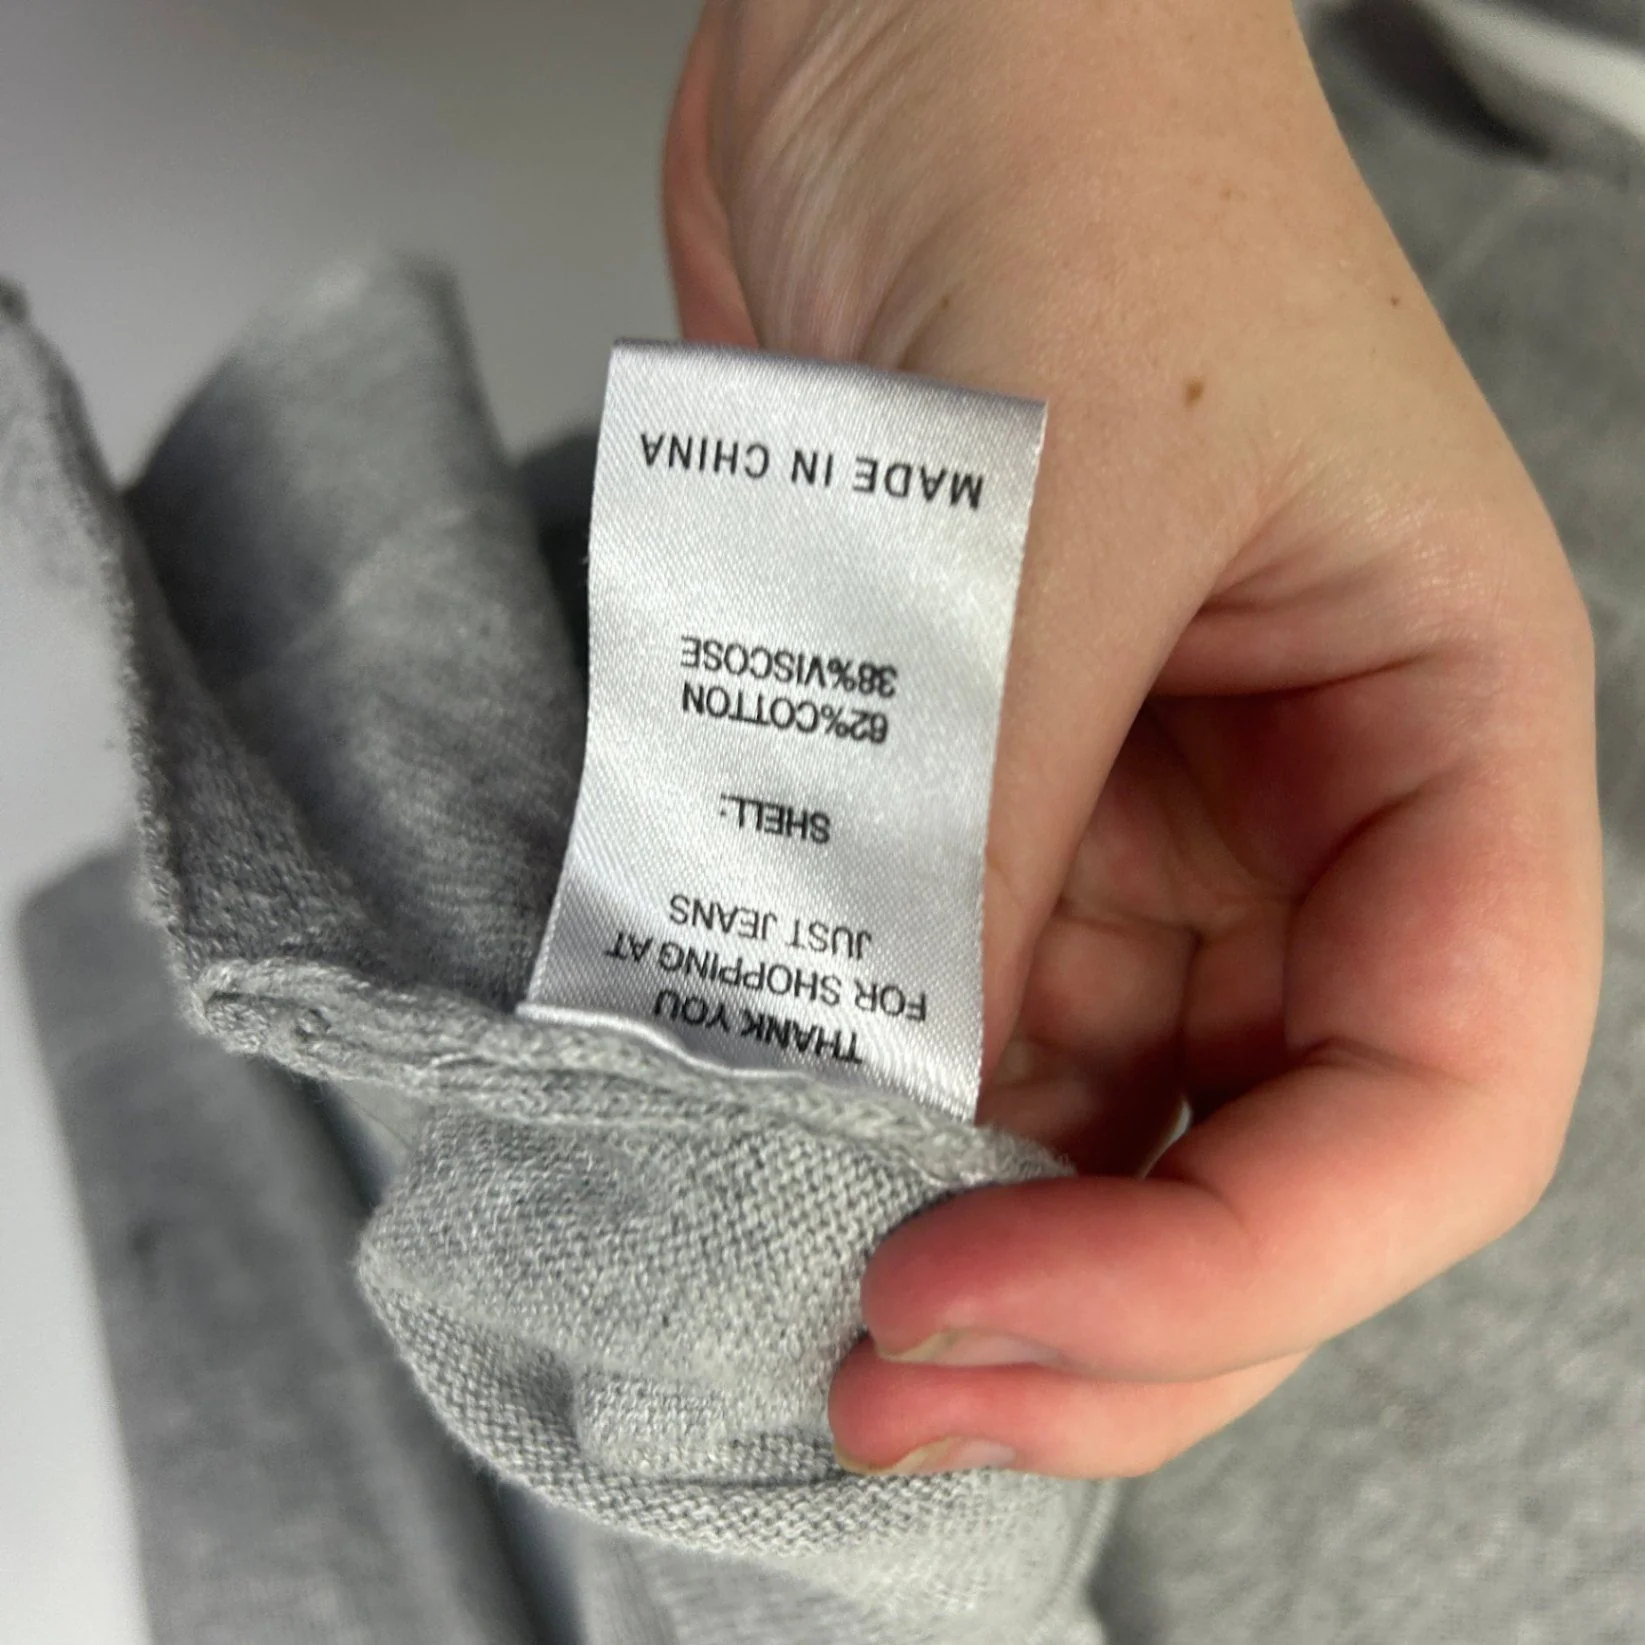 THANK YOU
FOR SHOPPING AT
JUST JEANS
SHELL:
62%COTTON
38%VISCOSE
MADE IN CHINA